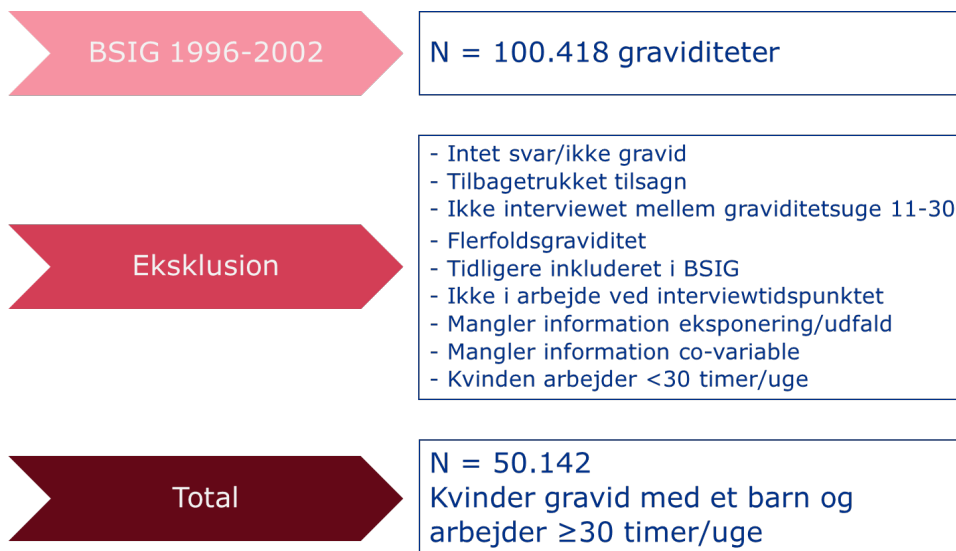 BSIG 1996-2002
N = 100.418 graviditeter
Eksklusion
- Intet svar/ikke gravid
- Tilbagetrukket tilsagn
- Ikke interviewet mellem graviditetsuge 11-30
- Flerfoldsgraviditet
- Tidligere inkluderet i BSIG
- Ikke i arbejde ved interviewtidspunktet
- Mangler information eksponering/udfald
- Mangler information co-variable
- Kvinden arbejder <30 timer/uge
Total
N = 50.142
Kvinder gravid med et barn og
arbejder ≥30 timer/uge